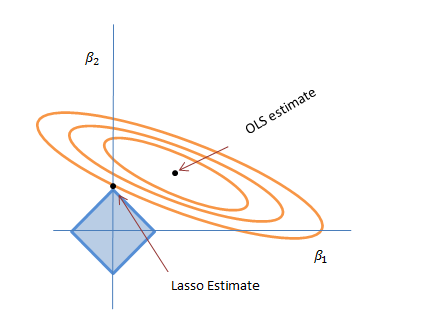 β₂
OLS estimate
β₁
Lasso Estimate